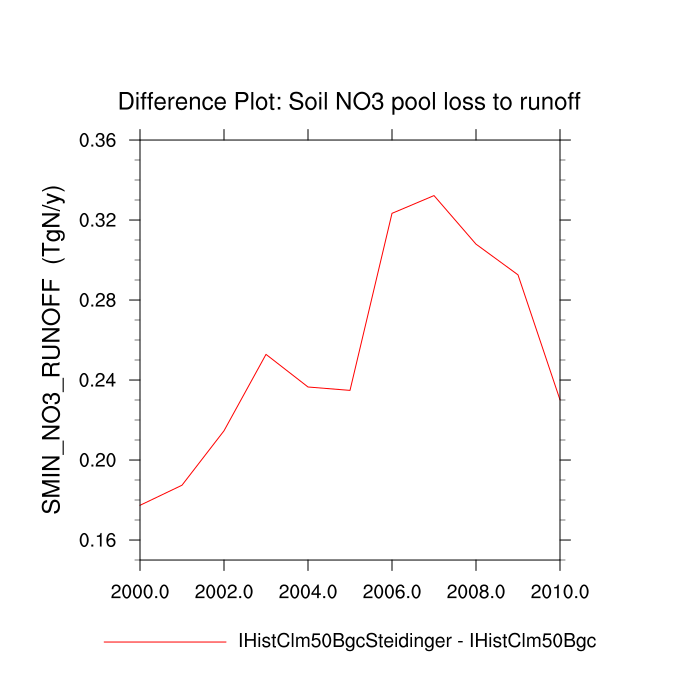 Difference Plot: Soil NO3 pool loss to runoff
SMIN_NO3_RUNOFF (TgN/y)
0.36
0.32
0.28
0.24
0.20
0.16
2000.0 2002.0 2004.0 2006.0 2008.0 2010.0
IHistClm50BgcSteidinger - IHistClm50Bgc